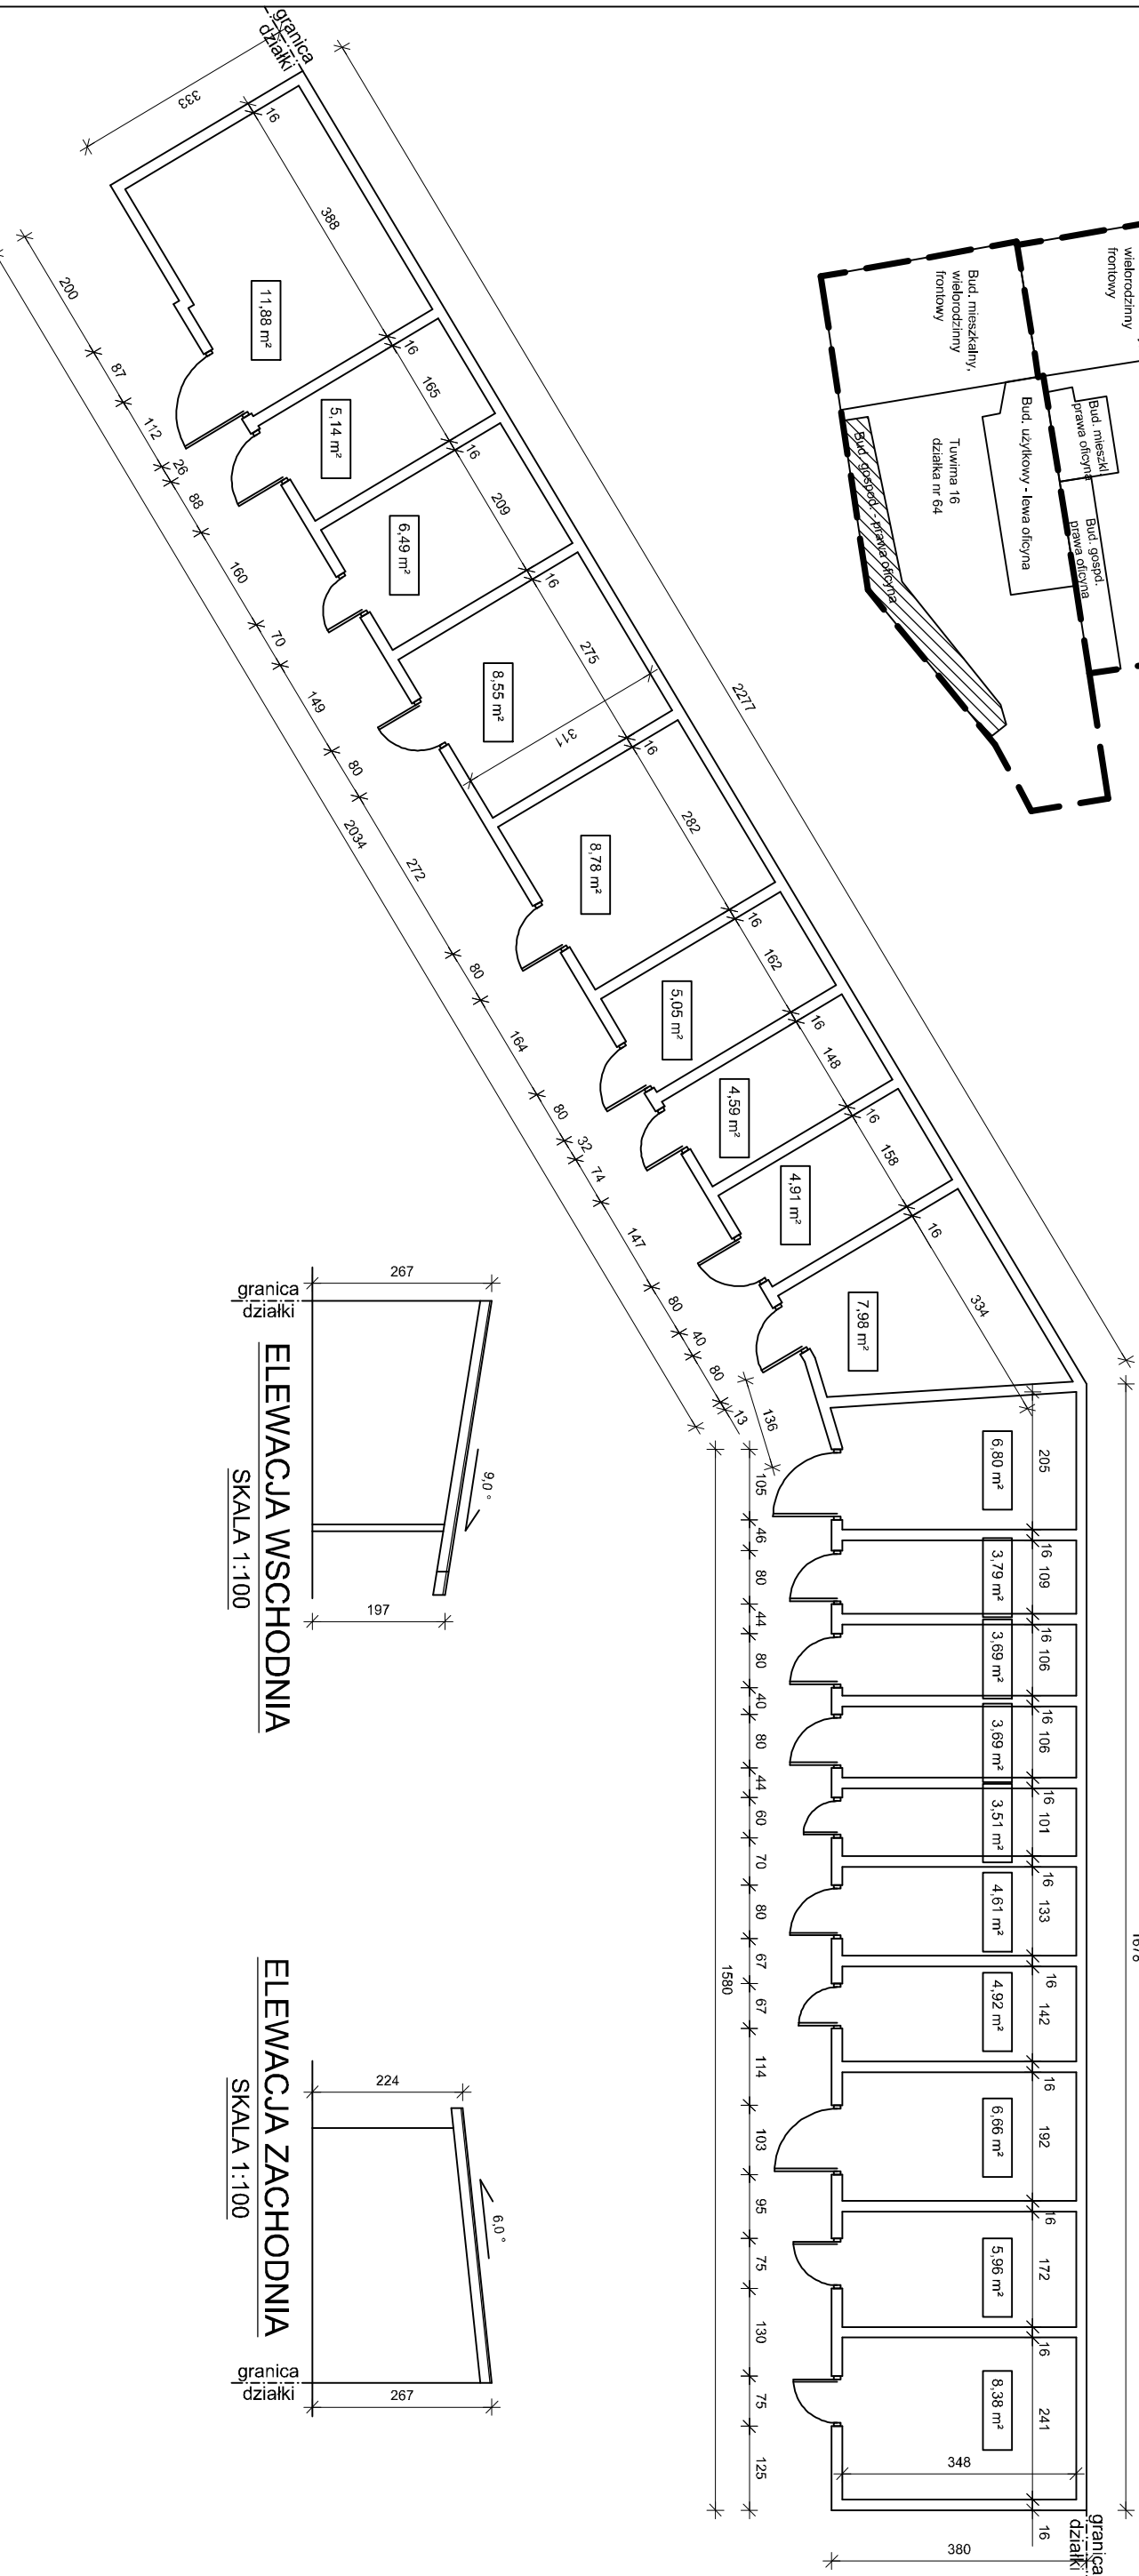 granica
działki
333
16
388
16
165
16
209
16
275
16
282
16
162
16
148
16
158
16
334
2277
311
11,88 m²
5,14 m²
6,49 m²
8,55 m²
8,78 m²
5,05 m²
4,59 m²
4,91 m²
7,98 m²
200
87
112
26
88
160
70
149
80
272
80
164
80
32
74
147
80
40
80
13
136
2034
wielorodzinny
frontowy
Bud. mieszkalny,
wielorodzinny
frontowy
Bud. mieszkl.
prawa oficyna
Bud. gospd.
prawa oficyna
Bud. użytkowy - lewa oficyna
Tuwima 16
działka nr 64
Bud. gospod. - prawa oficyna
1678
205
16
109
16
106
16
106
16
101
16
133
16
142
16
192
16
172
16
241
16
6,80 m²
3,79 m²
3,69 m²
3,69 m²
3,51 m²
4,61 m²
4,92 m²
6,66 m²
5,96 m²
8,38 m²
348
380
granica
działki
105
46
80
44
80
40
80
44
60
70
80
67
67
114
103
95
75
130
75
125
1580
267
granica
działki
9,0 °
197
ELEWACJA WSCHODNIA
SKALA 1:100
224
6,0 °
granica
działki
267
ELEWACJA ZACHODNIA
SKALA 1:100